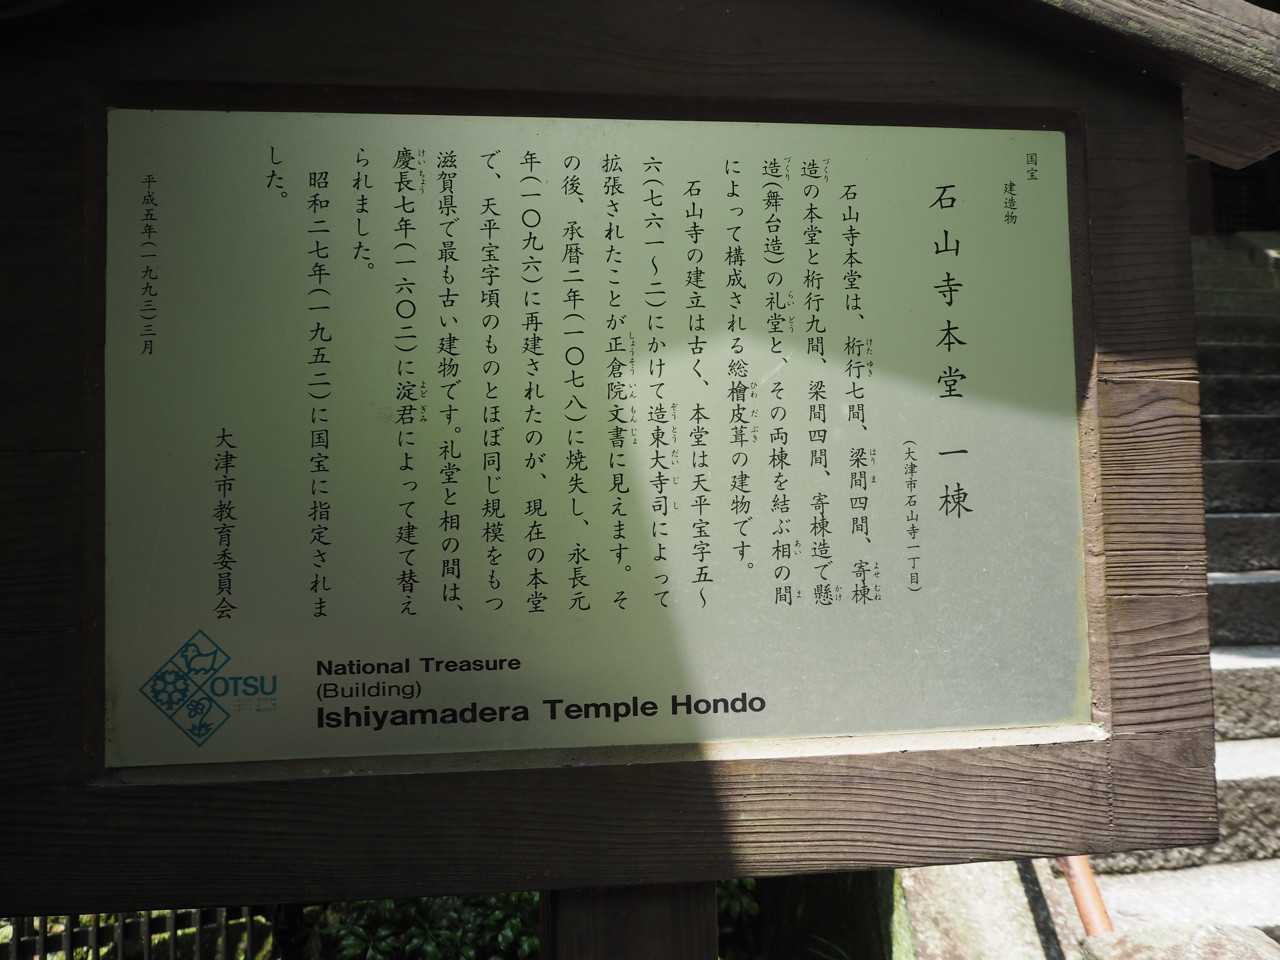 国宝
建造物
石山寺本堂 一棟
(大津市石山寺一丁目)
石山寺本堂は、桁行七間、梁間四間、寄棟
造の本堂と桁行九間、梁間四間、寄棟造で懸
造(舞台造)の礼堂と、その両棟を結ぶ相の間
によって構成される総檜皮葺の建物です。
石山寺の建立は古く、本堂は天平宝字五〜
六(七六一〜二)にかけて造東大寺司によって
拡張されたことが正倉院文書に見えます。そ
の後、承暦二年(一〇七八)に焼失し、永長元
年(一〇九六)に再建されたのが、現在の本堂
で、天平宝字頃のものとほぼ同じ規模をもつ
滋賀県で最も古い建物です。礼堂と相の間は、
慶長七年(一六〇二)に淀君によって建て替え
られました。
昭和二七年(一九五二)に国宝に指定されま
した。
大津市教育委員会
平成五年(一九九三)三月
OTSU
National Treasure
(Building)
Ishiyamadera Temple Hondo